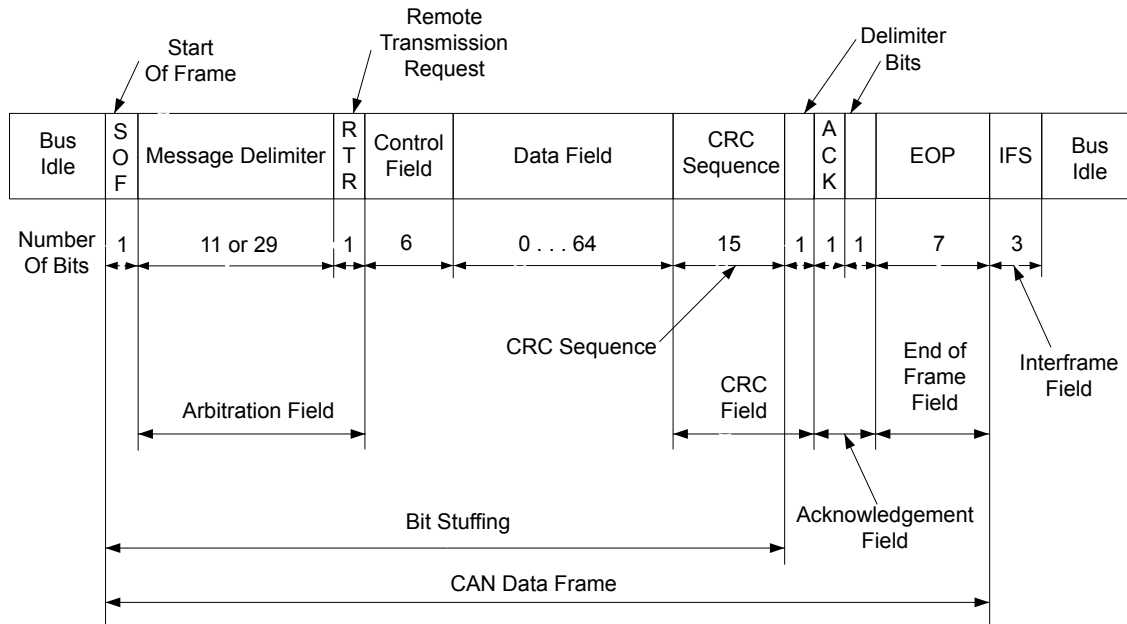 Start
Of Frame
Remote
Transmission
Request
Delimiter
Bits
Bus
Idle
S
O
F
Message Delimiter
R
T
R
Control
Field
Data Field
CRC
Sequence
A
C
K
EOP
IFS
Bus
Idle
Number
Of Bits
1
11 or 29
1
6
0 . . . 64
15
1
1
1
7
3
CRC Sequence
End of
Frame
Field
Interframe
Field
Arbitration Field
CRC
Field
Bit Stuffing
Acknowledgement
Field
CAN Data Frame